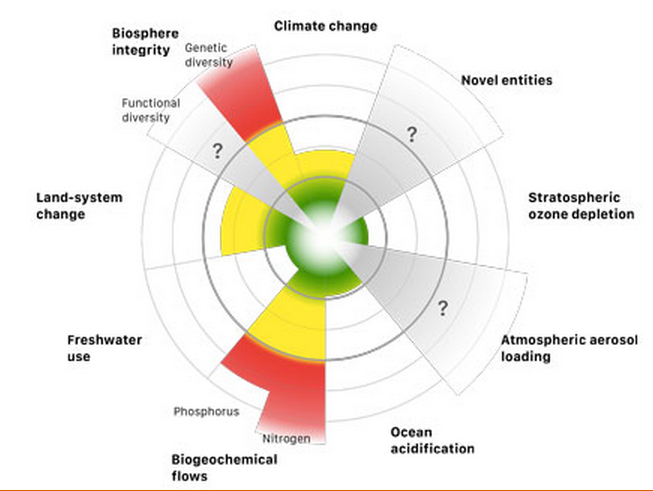 Climate change
Biosphere
integrity
Genetic
diversity
Functional
diversity
Novel entities
?
?
Land-system
change
Stratospheric
ozone depletion
?
Freshwater
use
Atmospheric aerosol
loading
Phosphorus
Nitrogen
Ocean
acidification
Biogeochemical
flows